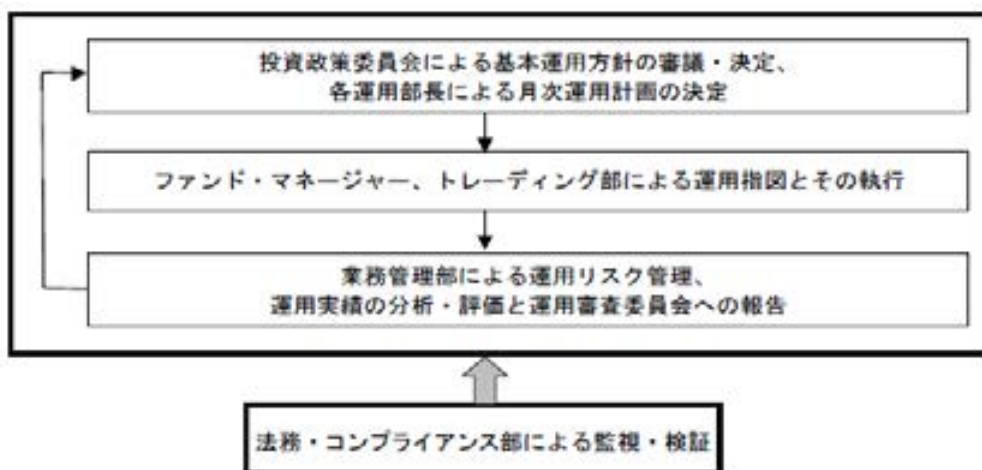 投資政策委員会による基本運用方針の審議・決定、
各運用部長による月次運用計画の決定
ファンド・マネージャー、トレーディング部による運用指図とその執行
業務管理部による運用リスク管理、
運用実績の分析・評価と運用審査委員会への報告
法務・コンプライアンス部による監視・検証